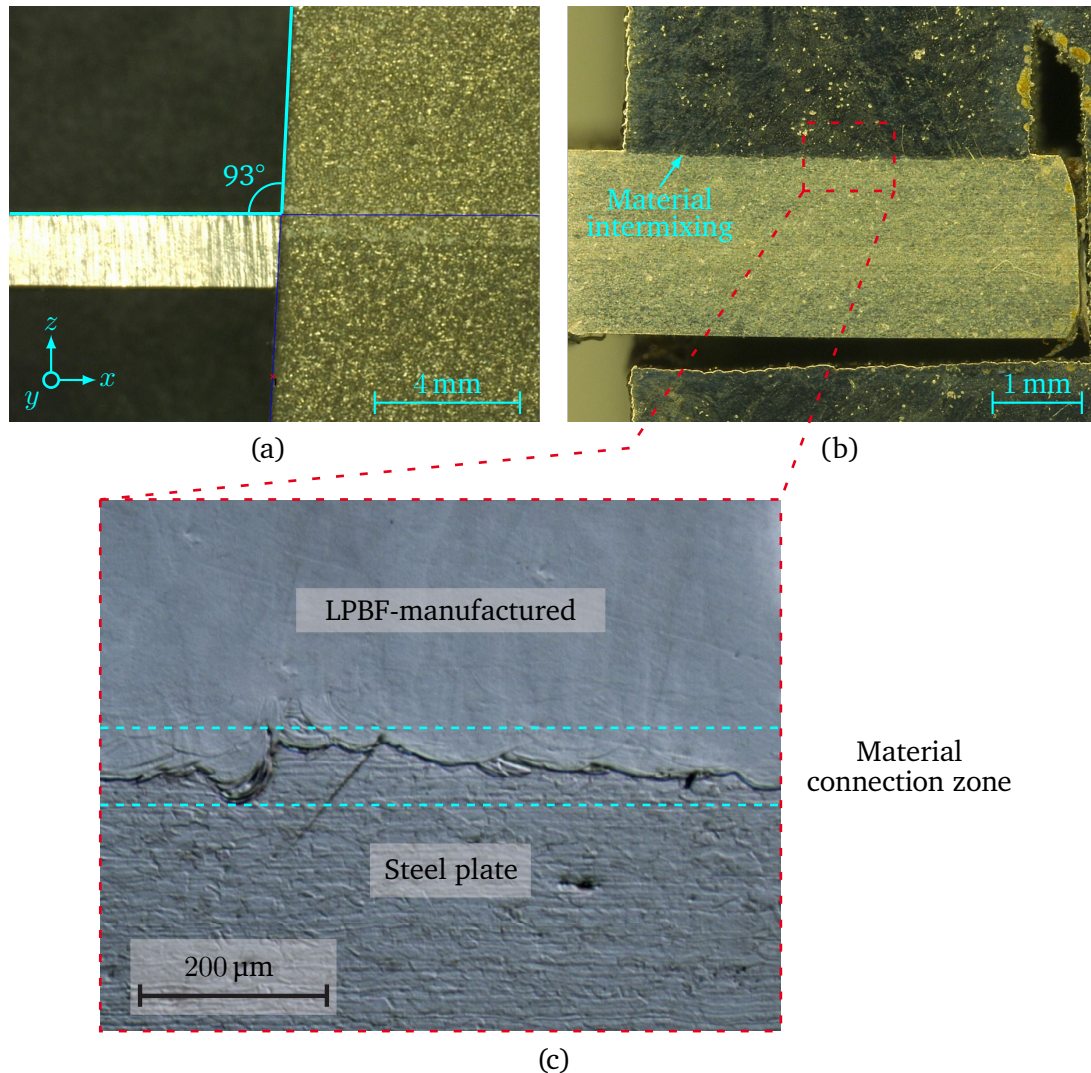 93°
z
x
y
4 mm
(a)
Material
intermixing
1 mm
(b)
LPBF-manufactured
Material
connection zone
Steel plate
200 µm
(c)